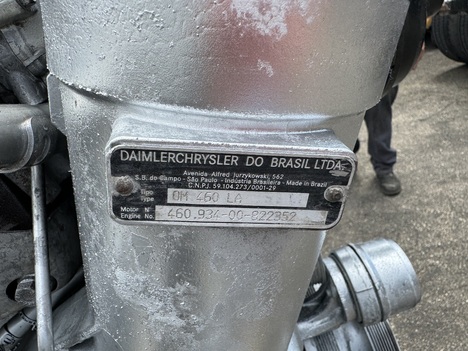 DAIMLERCHRYSLER DO BRASIL LTDA.
Avenida Alfred Jurzykowski, 562
S.B. do Campo - São Paulo - Indústria Brasileira - Made in Brazil
C.N.P.J. 59.104.273/0001-29
Tipo
Type OM 460 LA
Motor Nº
Engine No. 460.934-00-222352